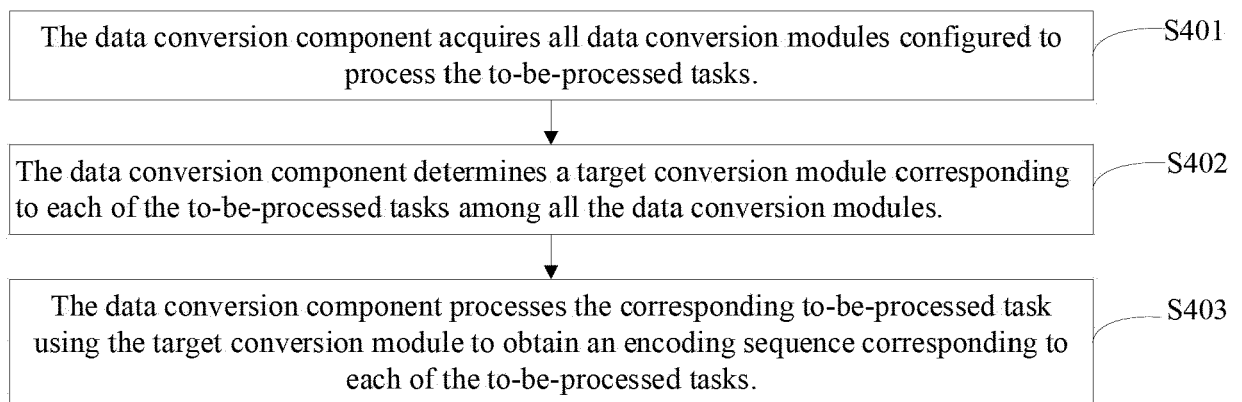 The data conversion component acquires all data conversion modules configured to
process the to-be-processed tasks.
S401
The data conversion component determines a target conversion module corresponding
to each of the to-be-processed tasks among all the data conversion modules.
S402
The data conversion component processes the corresponding to-be-processed task
using the target conversion module to obtain an encoding sequence corresponding to
each of the to-be-processed tasks.
S403